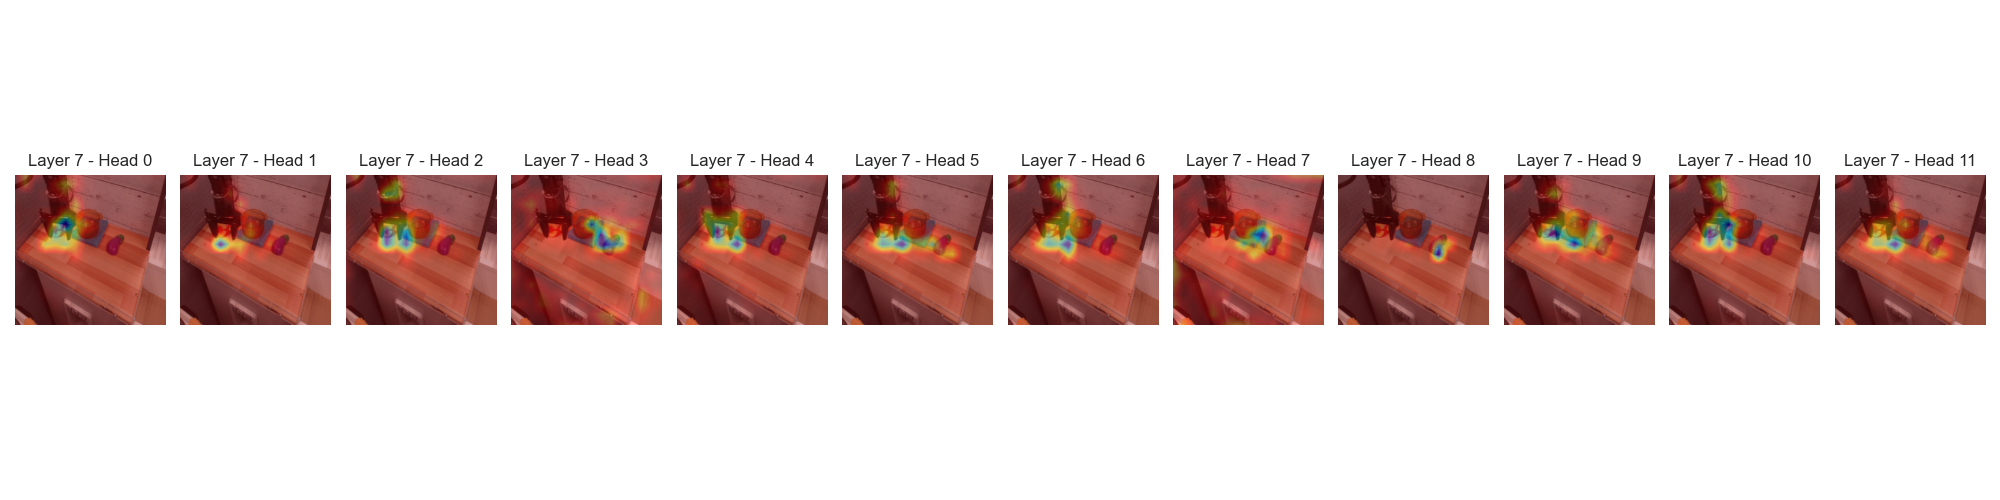 Layer 7 - Head 0
Layer 7 - Head 1
Layer 7 - Head 2
Layer 7 - Head 3
Layer 7 - Head 4
Layer 7 - Head 5
Layer 7 - Head 6
Layer 7 - Head 7
Layer 7 - Head 8
Layer 7 - Head 9
Layer 7 - Head 10
Layer 7 - Head 11